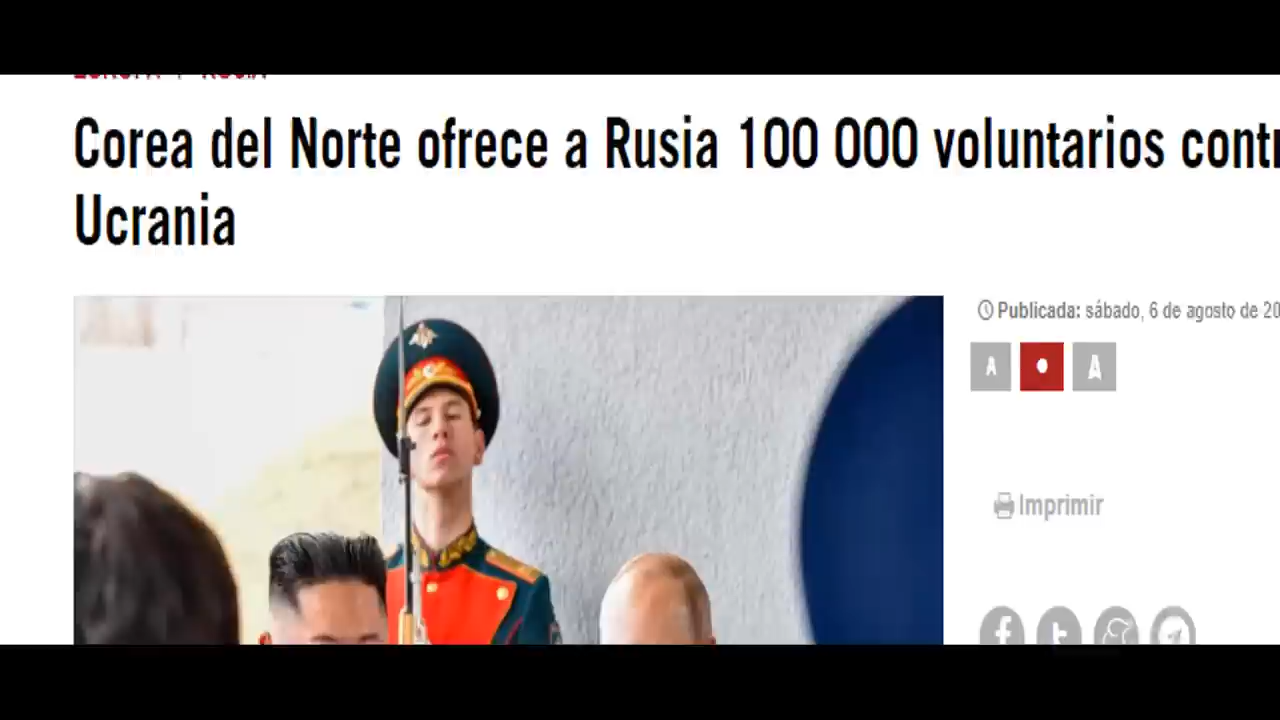 Corea del Norte ofrece a Rusia 100 000 voluntarios
Ucrania
Publicada: sábado, 6 de agosto de
A A
Imprimir